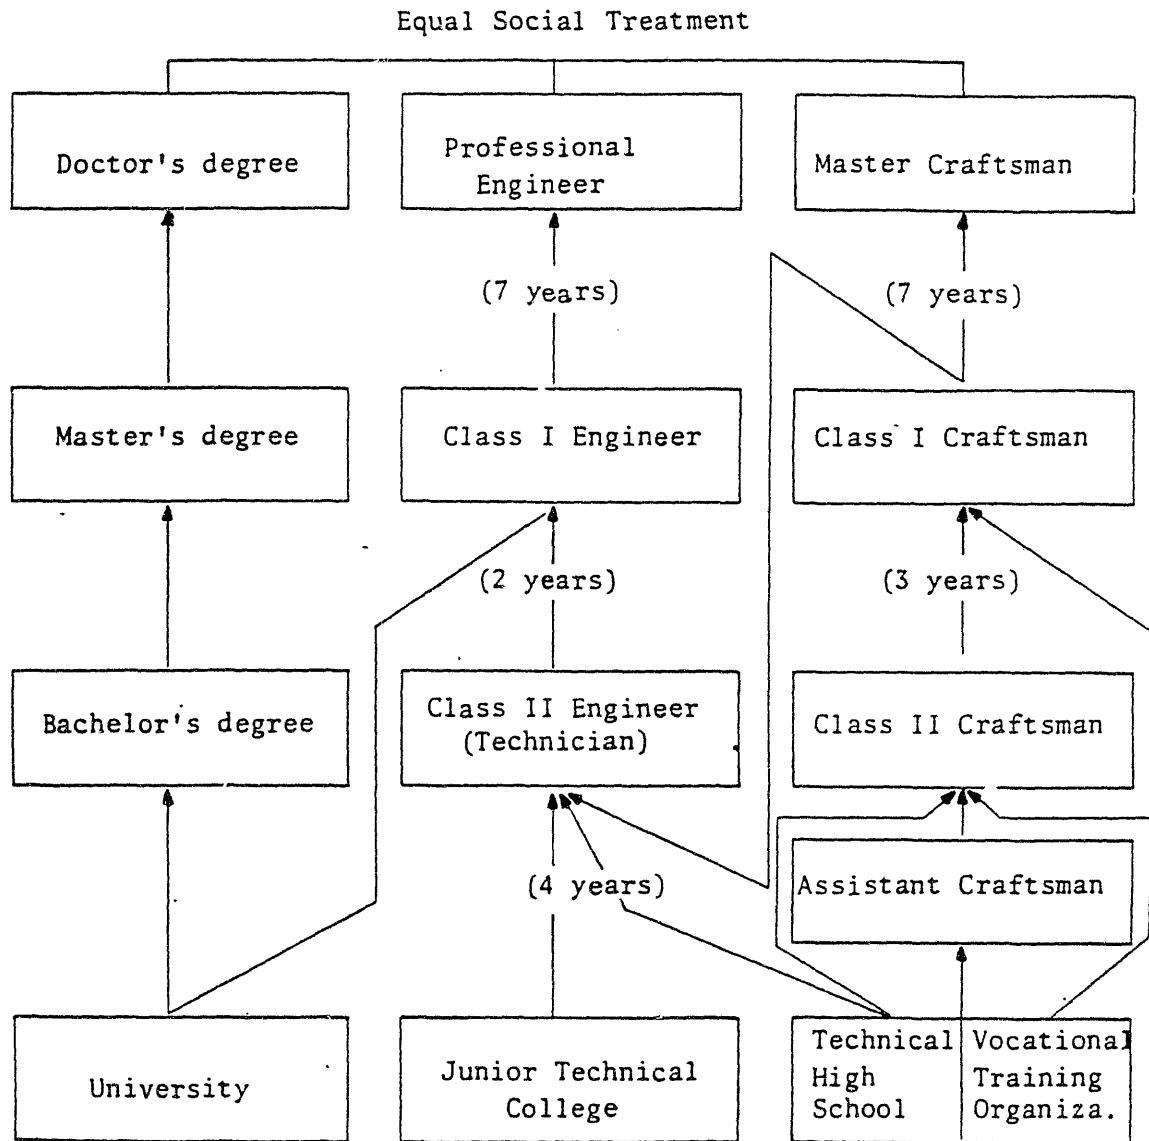 Equal Social Treatment
Doctor's degree
Professional
Engineer
Master Craftsman
(7 years)
(7 years)
Master's degree
Class I Engineer
Class I Craftsman
(2 years)
(3 years)
Bachelor's degree
Class II Engineer
(Technician)
Class II Craftsman
(4 years)
Assistant Craftsman
University
Junior Technical
College
Technical
High
School
Vocational
Training
Organiza.